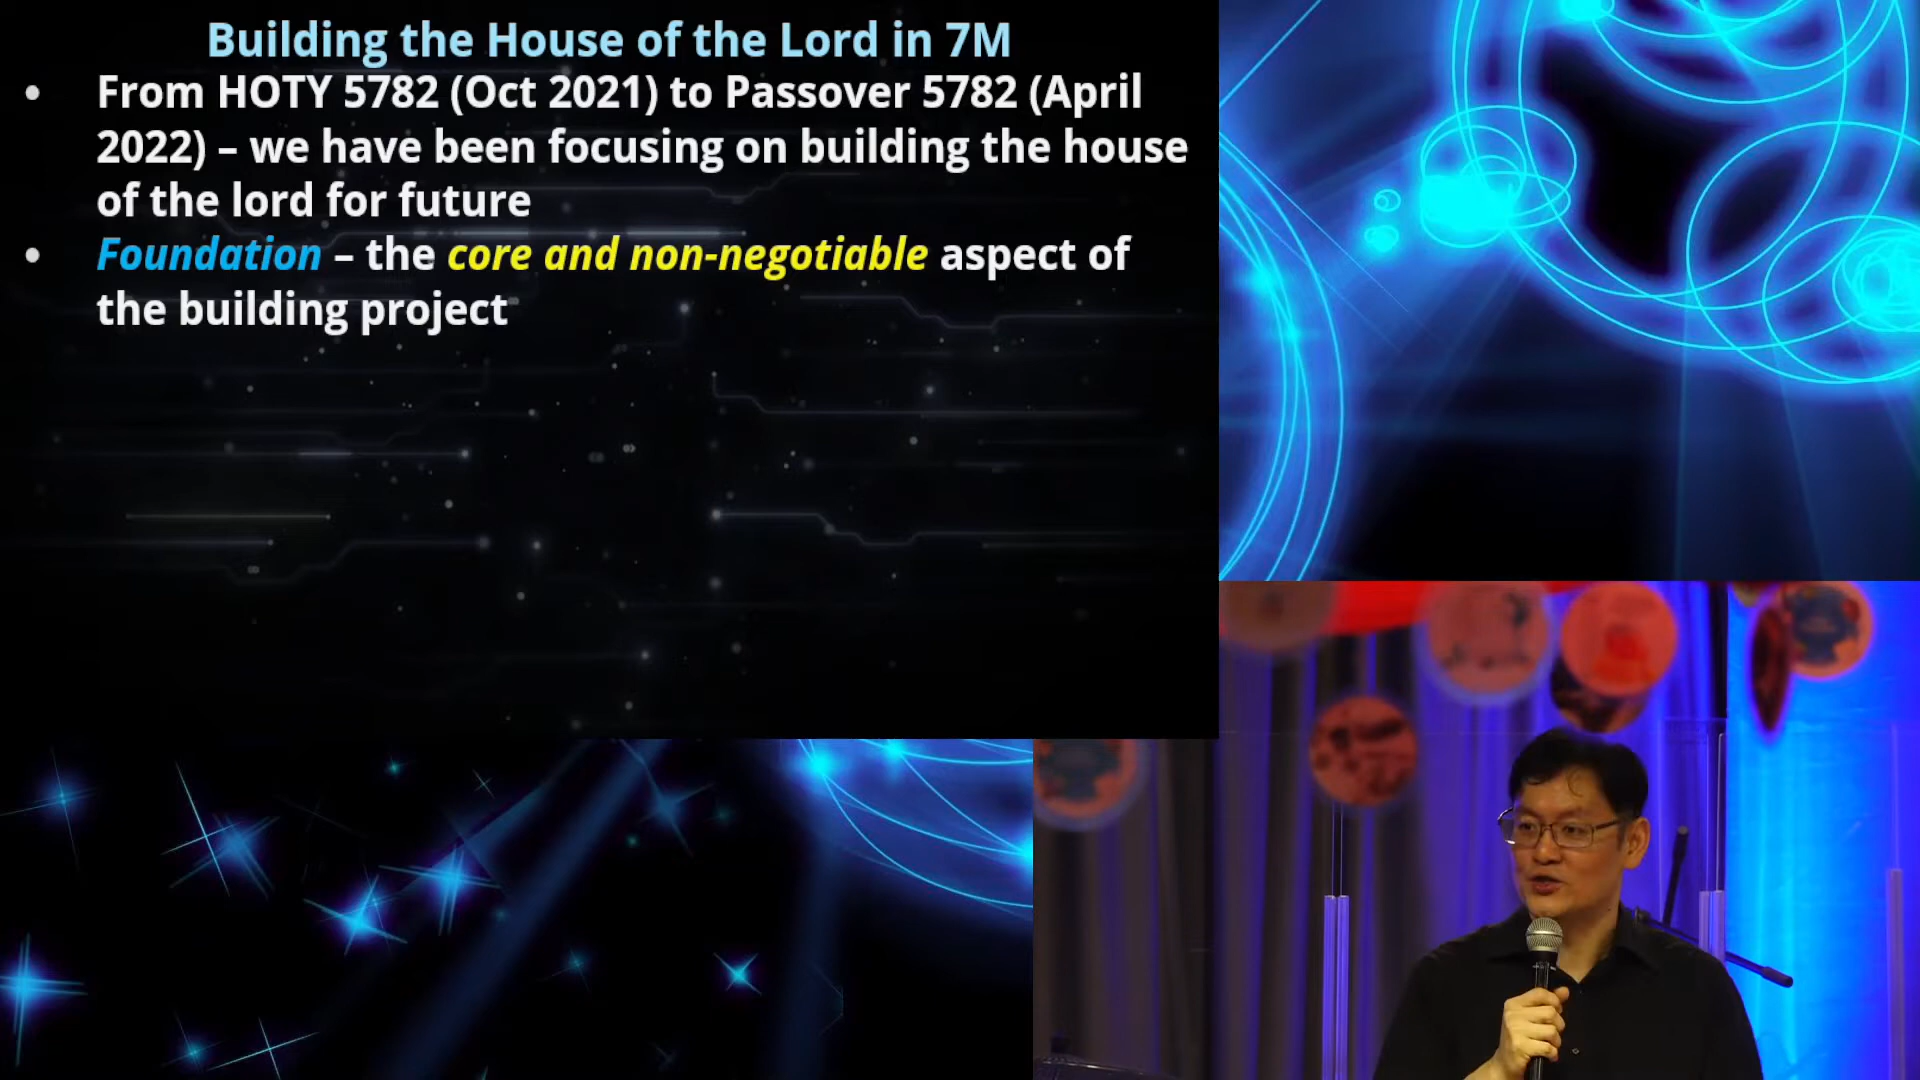 Building the House of the Lord in 7M
• From HOTY 5782 (Oct 2021) to Passover 5782 (April
2022) – we have been focusing on building the house
of the lord for future
• Foundation – the core and non-negotiable aspect of
the building project